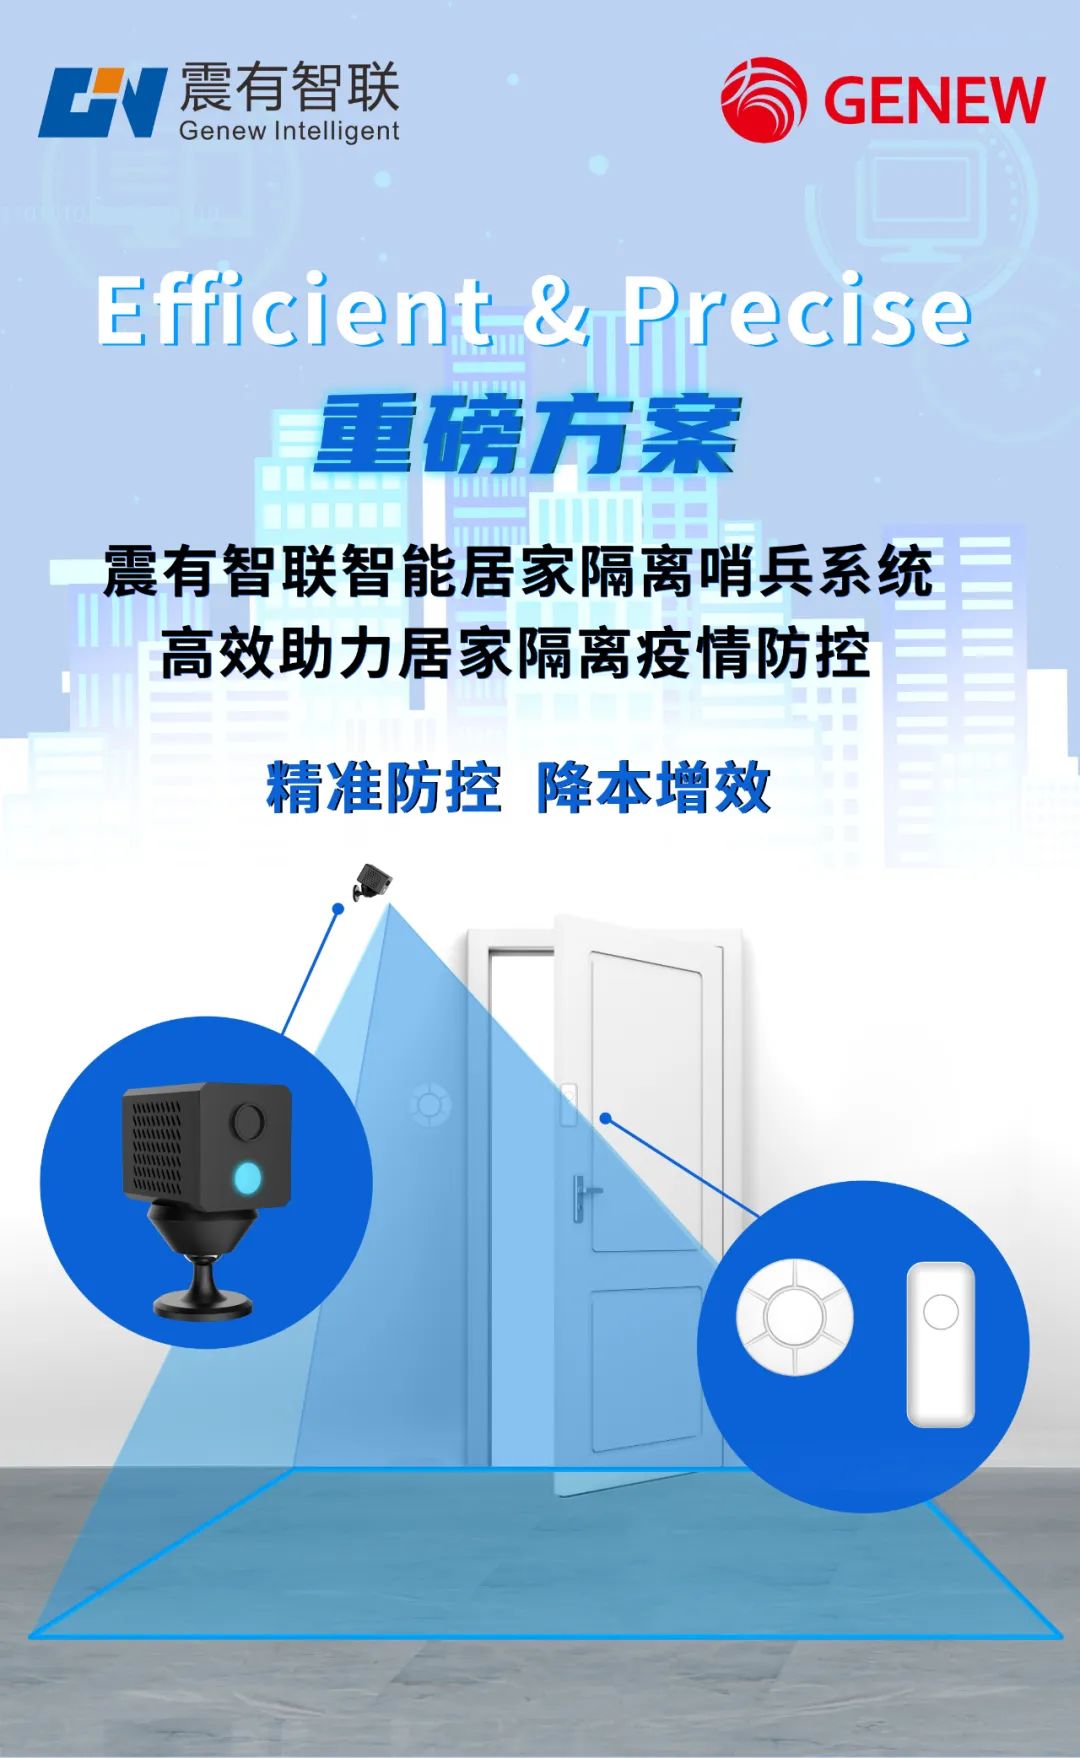 震有智联
Genew Intelligent
GENEW
Efficient & Precise
重磅方案
震有智联智能居家隔离哨兵系统
高效助力居家隔离疫情防控
精准防控 降本增效